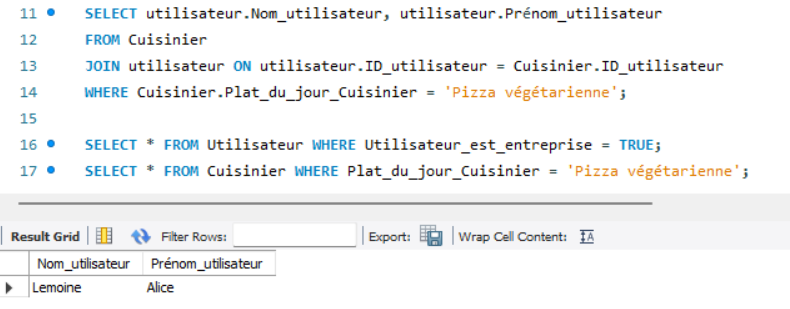 11 SELECT utilisateur.Nom_utilisateur, utilisateur.Prénom_utilisateur
12 FROM Cuisinier
13 JOIN utilisateur ON utilisateur.ID_utilisateur = Cuisinier.ID_utilisateur
14 WHERE Cuisinier.Plat_du_jour_Cuisinier = 'Pizza végétarienne';
15
16 SELECT * FROM Utilisateur WHERE Utilisateur_est_entreprise = TRUE;
17 SELECT * FROM Cuisinier WHERE Plat_du_jour_Cuisinier = 'Pizza végétarienne';
Result Grid Filter Rows: Export: Wrap Cell Content: IA
Nom_utilisateur Prénom_utilisateur
Lemoine Alice